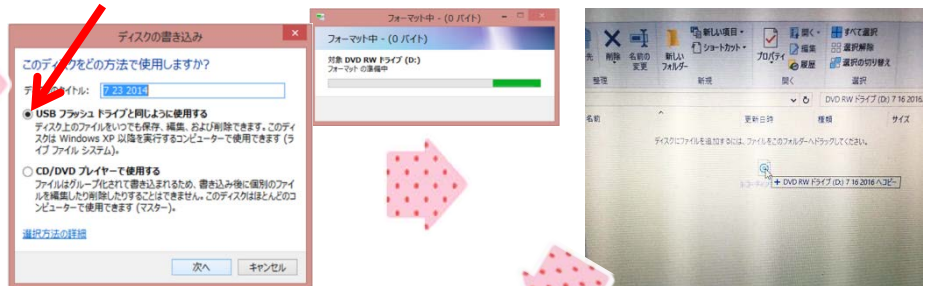 ディスクの書き込み
このディスクをどの方法で使用しますか?
ディスクのタイトル: 7 23 2014
USB フラッシュ ドライブと同じように使用する
ディスク上のファイルをいつでも保存、編集、および削除できます。このディ
スクは Windows XP 以降を実行するコンピューターで使用できます (ラ
イブ ファイル システム)。
CD/DVD プレイヤーで使用する
ファイルはグループ化されて書き込まれるため、書き込み後に個別のファイ
ルを編集したり削除したりすることはできません。このディスクはほとんどのコ
ンピューターで使用できます (マスター)。
選択方法の詳細
次へ
キャンセル
フォーマット中 - (0 バイト)
フォーマット中 - (0 バイト)
対象 DVD RW ドライブ (D:)
フォーマット の準備中
先 削除 名前の変更 新しいフォルダー
新しい項目
ショートカット
プロパティ
開く
編集
履歴
すべて選択
選択解除
選択の切り替え
整理 新規 開く 選択
DVD RW ドライブ (D:) 7 16 2016
名前 更新日時 種類 サイズ
ディスクにファイルを追加するには、ファイルをこのフォルダーへドラッグしてください。
DVD RW ドライブ (D:) 7 16 2016 へコピー